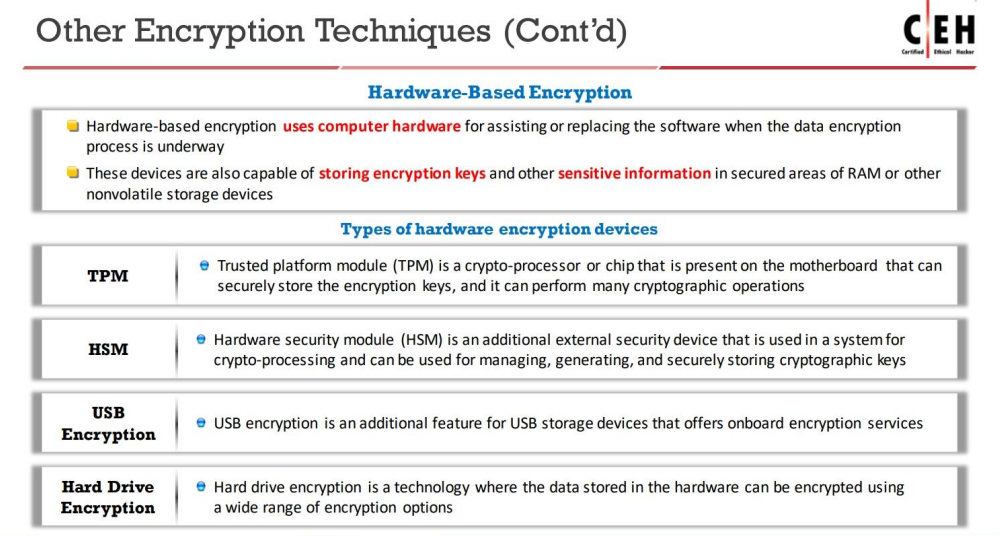 Other Encryption Techniques (Cont'd)
C|EH
Certified Ethical Hacker
Hardware-Based Encryption
Hardware-based encryption uses computer hardware for assisting or replacing the software when the data encryption
process is underway
These devices are also capable of storing encryption keys and other sensitive information in secured areas of RAM or other
nonvolatile storage devices
Types of hardware encryption devices
TPM
Trusted platform module (TPM) is a crypto-processor or chip that is present on the motherboard that can
securely store the encryption keys, and it can perform many cryptographic operations
HSM
Hardware security module (HSM) is an additional external security device that is used in a system for
crypto-processing and can be used for managing, generating, and securely storing cryptographic keys
USB
Encryption
USB encryption is an additional feature for USB storage devices that offers onboard encryption services
Hard Drive
Encryption
Hard drive encryption is a technology where the data stored in the hardware can be encrypted using
a wide range of encryption options